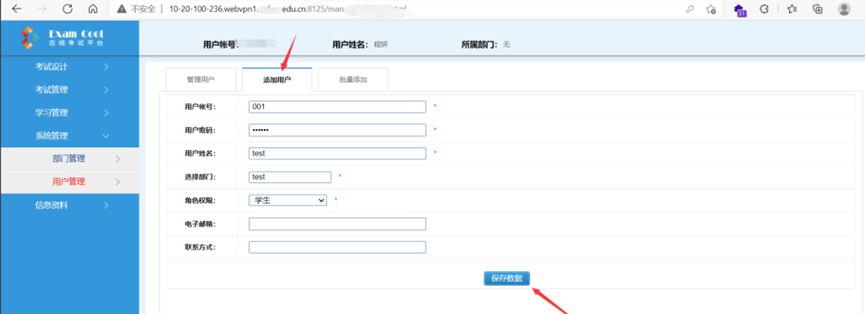 不安全 | 10-20-100-236.webvpn1. edu.cn:8125/man
21
Exam Cool
在线考试平台
用户帐号: 用户姓名: 程妍 所属部门: 无
考试设计
考试管理
学习管理
系统管理
部门管理
用户管理
信息资料
管理用户 添加用户 批量添加
用户帐号: 001 *
用户密码: •••••• *
用户姓名: test *
选择部门: test *
角色权限: 学生 *
电子邮箱:
联系方式:
保存数据